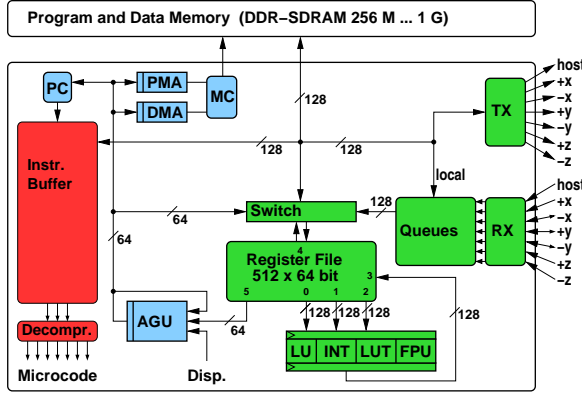 Program and Data Memory (DDR−SDRAM 256 M ... 1 G)
PC
PMA
DMA
MC
128
TX
host
+x
−x
+y
−y
+z
−z
Instr.
Buffer
128
128
local
64
Switch
128
Queues
RX
host
+x
−x
+y
−y
+z
−z
64
4
Register File
512 x 64 bit
3
5 0 1 2
AGU
64
128 128 128
128
LU INT LUT FPU
Decompr.
Microcode
Disp.